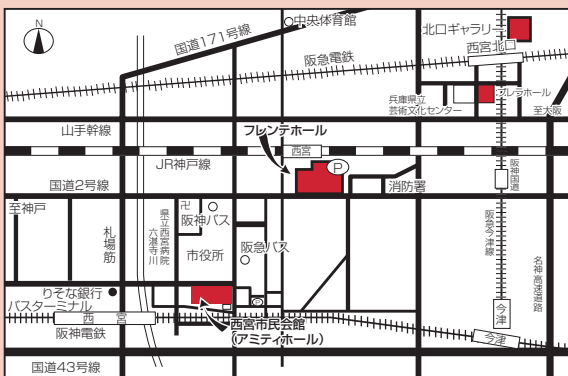 N
国道171号線
中央体育館
北口ギャラリー
阪急電鉄
西宮北口
兵庫県立
芸術文化センター
プレラホール
至大阪
山手幹線
フレンテホール
西宮
P
JR神戸線
阪神国道
国道2号線
消防署
至神戸
札場筋
県立西宮病院
六湛寺川
卍
阪神バス
市役所
阪急バス
阪急今津線
名神高速道路
りそな銀行
バスターミナル
西宮
阪神電鉄
西宮市民会館
(アミティホール)
今津
今津
国道43号線